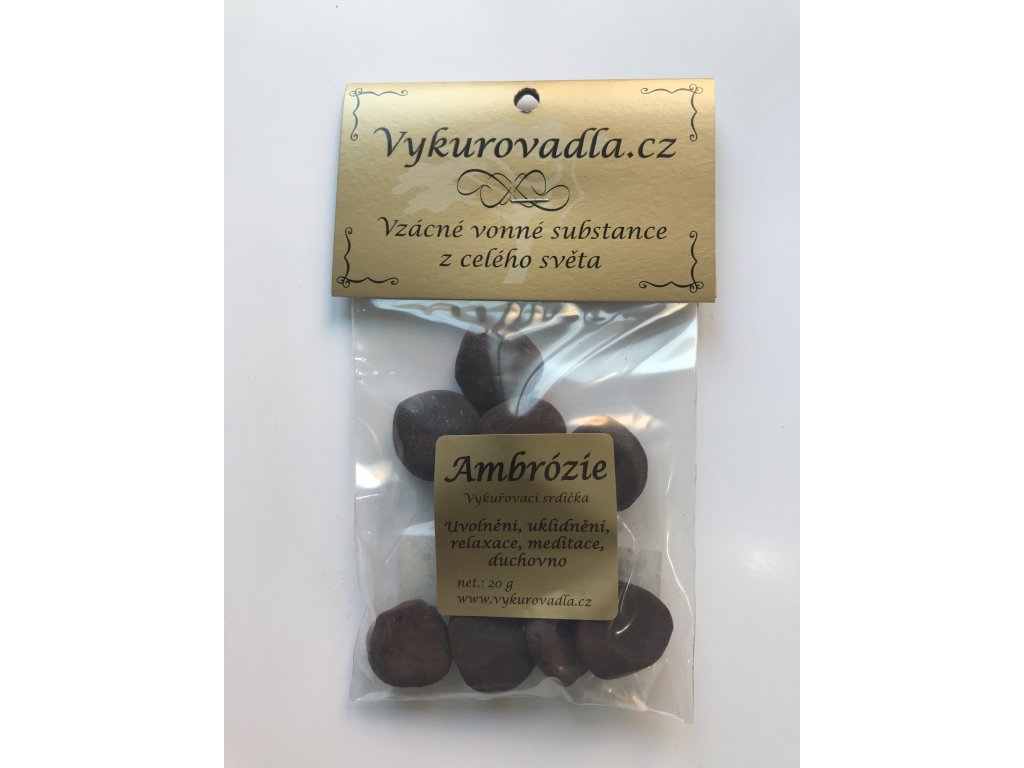 Vykurovadla.cz
Vzácné vonné substance
z celého světa
Ambrózie
Vykuřovací srdíčka
Uvolnění, uklidnění,
relaxace, meditace,
duchovno
net.: 20 g
www.vykurovadla.cz